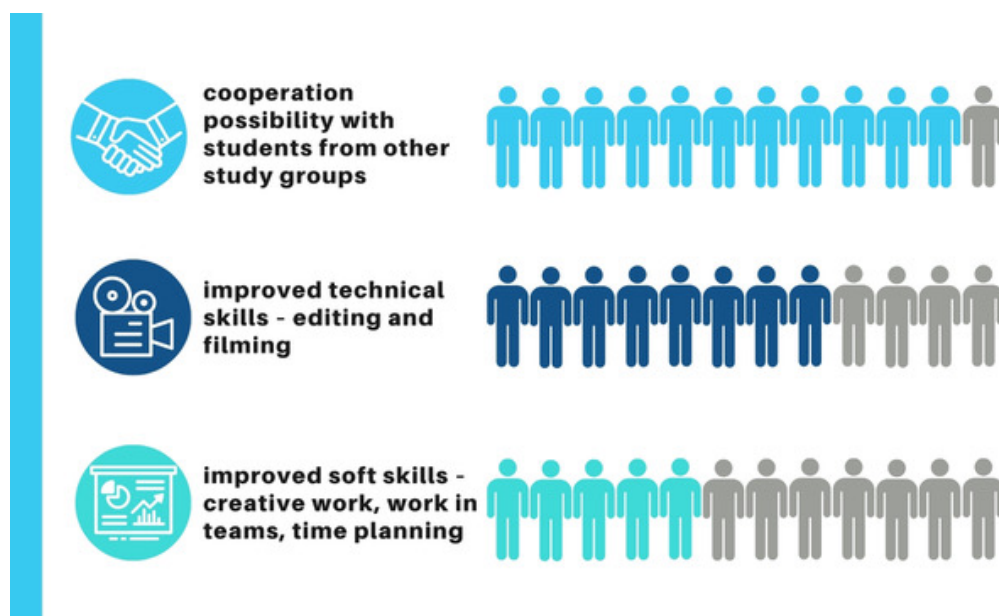 cooperation
possibility with
students from other
study groups
improved technical
skills - editing and
filming
improved soft skills -
creative work, work in
teams, time planning